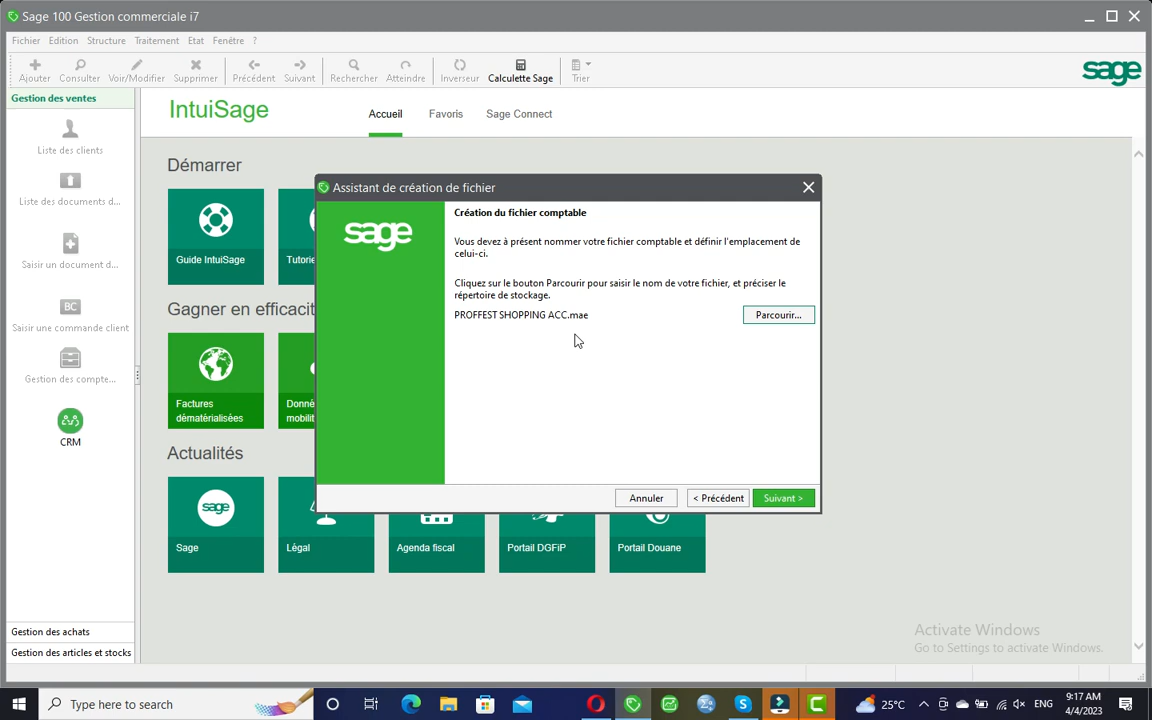 Sage 100 Gestion commerciale i7
Fichier Edition Structure Traitement Etat Fenêtre ?
Ajouter Consulter Voir/Modifier Supprimer Précédent Suivant Rechercher Atteindre Inverseur Calculette Sage Trier
sage
Gestion des ventes
Liste des clients
Liste des documents d...
Saisir un document d...
BC
Saisir une commande client
Gestion des compte...
CRM
Gestion des achats
Gestion des articles et stocks
IntuiSage
Accueil Favoris Sage Connect
Démarrer
Guide IntuiSage
Tutorie
Gagner en efficacit
Factures
dématérialisées
Donné
mobilit
Actualités
sage
Sage
Légal
Agenda fiscal
Portail DGFiP
Portail Douane
Assistant de création de fichier
sage
Création du fichier comptable
Vous devez à présent nommer votre fichier comptable et définir l'emplacement de
celui-ci.
Cliquez sur le bouton Parcourir pour saisir le nom de votre fichier, et préciser le
répertoire de stockage.
PROFFEST SHOPPING ACC.mae
Parcourir...
Annuler < Précédent Suivant >
Activate Windows
Go to Settings to activate Windows.
Type here to search
25°C
ENG
9:17 AM
4/4/2023